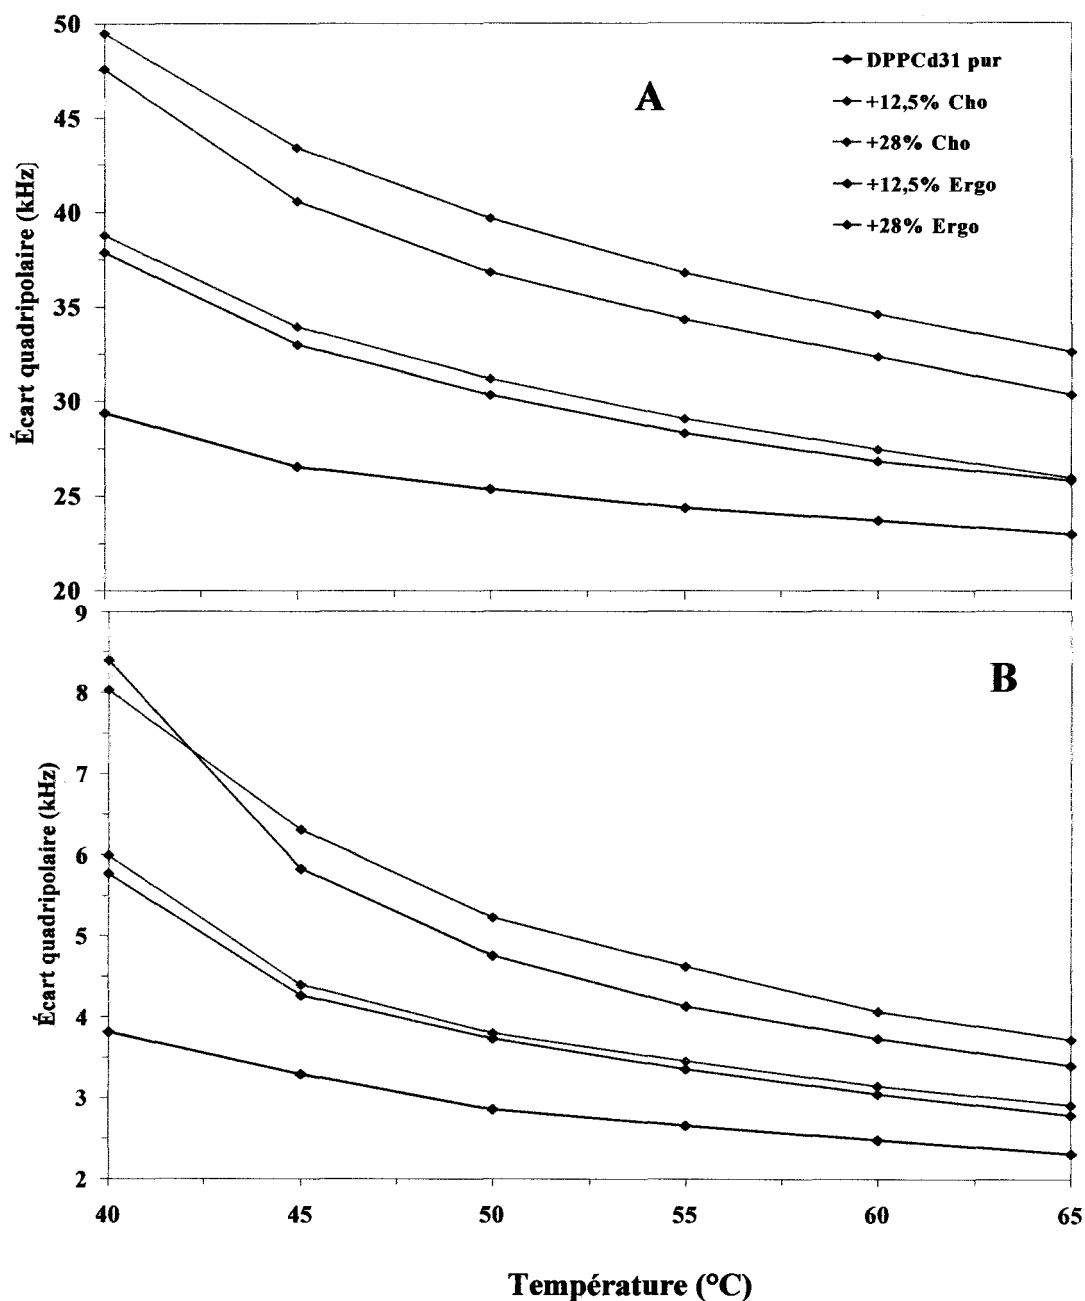 50
45
40
35
30
25
20
Écart quadripolaire (kHz)
A
DPPCd31 pur
+12,5% Cho
+28% Cho
+12,5% Ergo
+28% Ergo
9
8
7
6
5
4
3
2
Écart quadripolaire (kHz)
B
40 45 50 55 60 65
Température (°C)